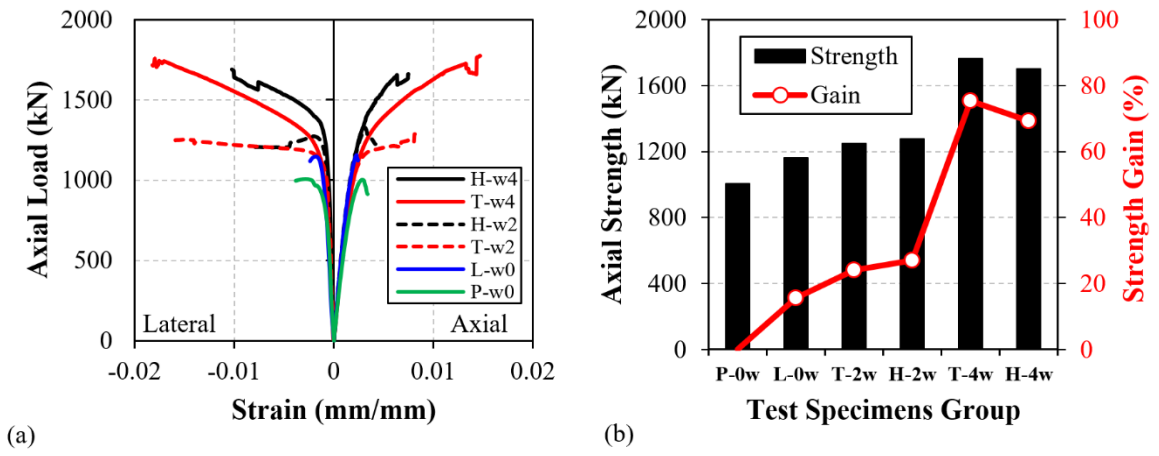 2000
1500
1000
500
0
Axial Load (kN)
H-w4
T-w4
H-w2
T-w2
L-w0
P-w0
Lateral
Axial
-0.02 -0.01 0 0.01 0.02
Strain (mm/mm)
(a)
2000
1600
1200
800
400
0
Axial Strength (kN)
Strength
Gain
100
80
60
40
20
0
Strength Gain (%)
P-0w L-0w T-2w H-2w T-4w H-4w
Test Specimens Group
(b)